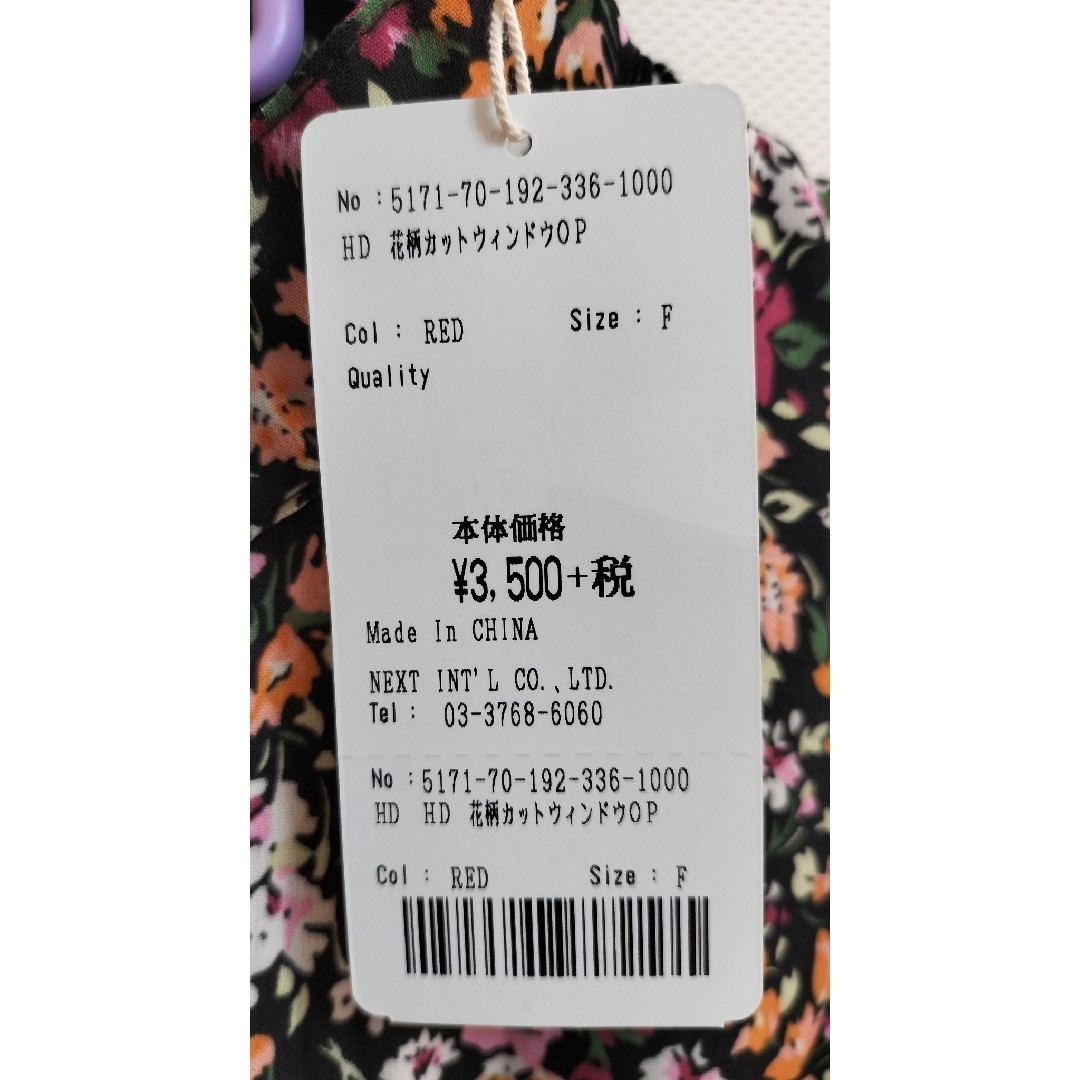 No :5171-70-192-336-1000
HD 花柄カットウィンドウOP
Col : RED Size : F
Quality
本体価格
¥3,500+税
Made In CHINA
NEXT INT'L CO.,LTD.
Tel : 03-3768-6060
No :5171-70-192-336-1000
HD HD 花柄カットウィンドウOP
Col : RED Size : F